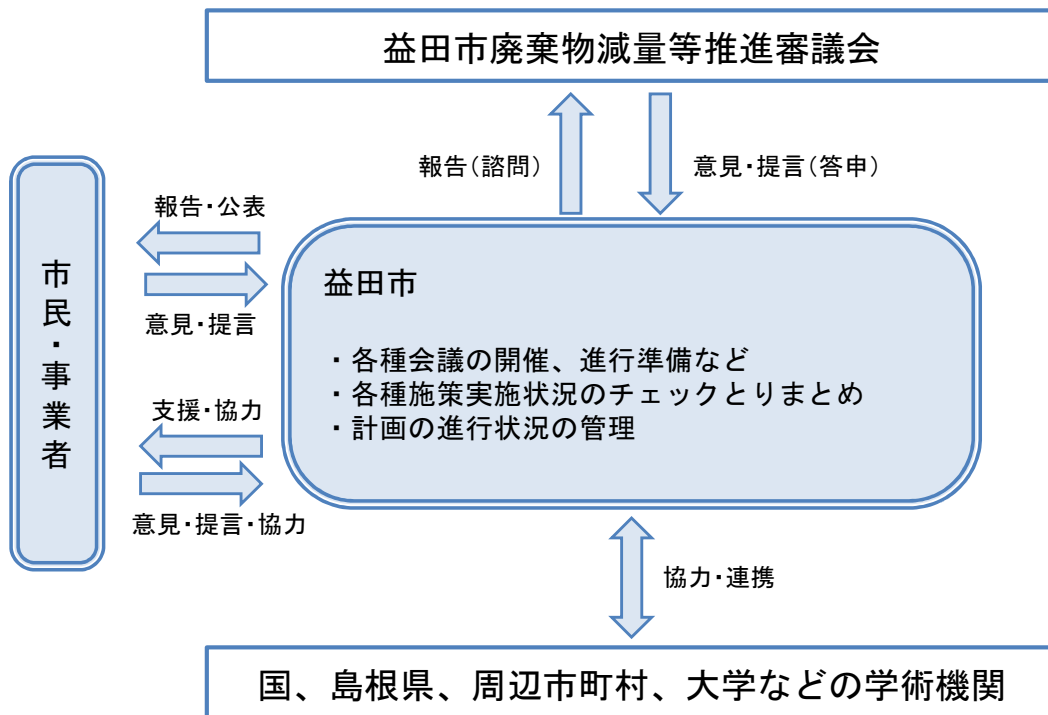 益田市廃棄物減量等推進審議会
報告（諮問）
意見・提言（答申）
報告・公表
意見・提言
市民・事業者
支援・協力
意見・提言・協力
益田市
・各種会議の開催、進行準備など
・各種施策実施状況のチェックとりまとめ
・計画の進行状況の管理
協力・連携
国、島根県、周辺市町村、大学などの学術機関